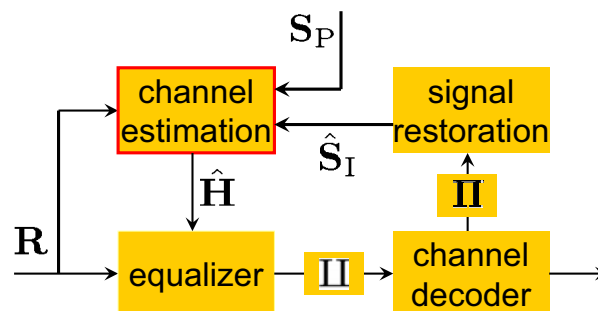 S_P
channel
estimation
signal
restoration
Ŝ_I
Ĥ
Π
R
equalizer
∐
channel
decoder